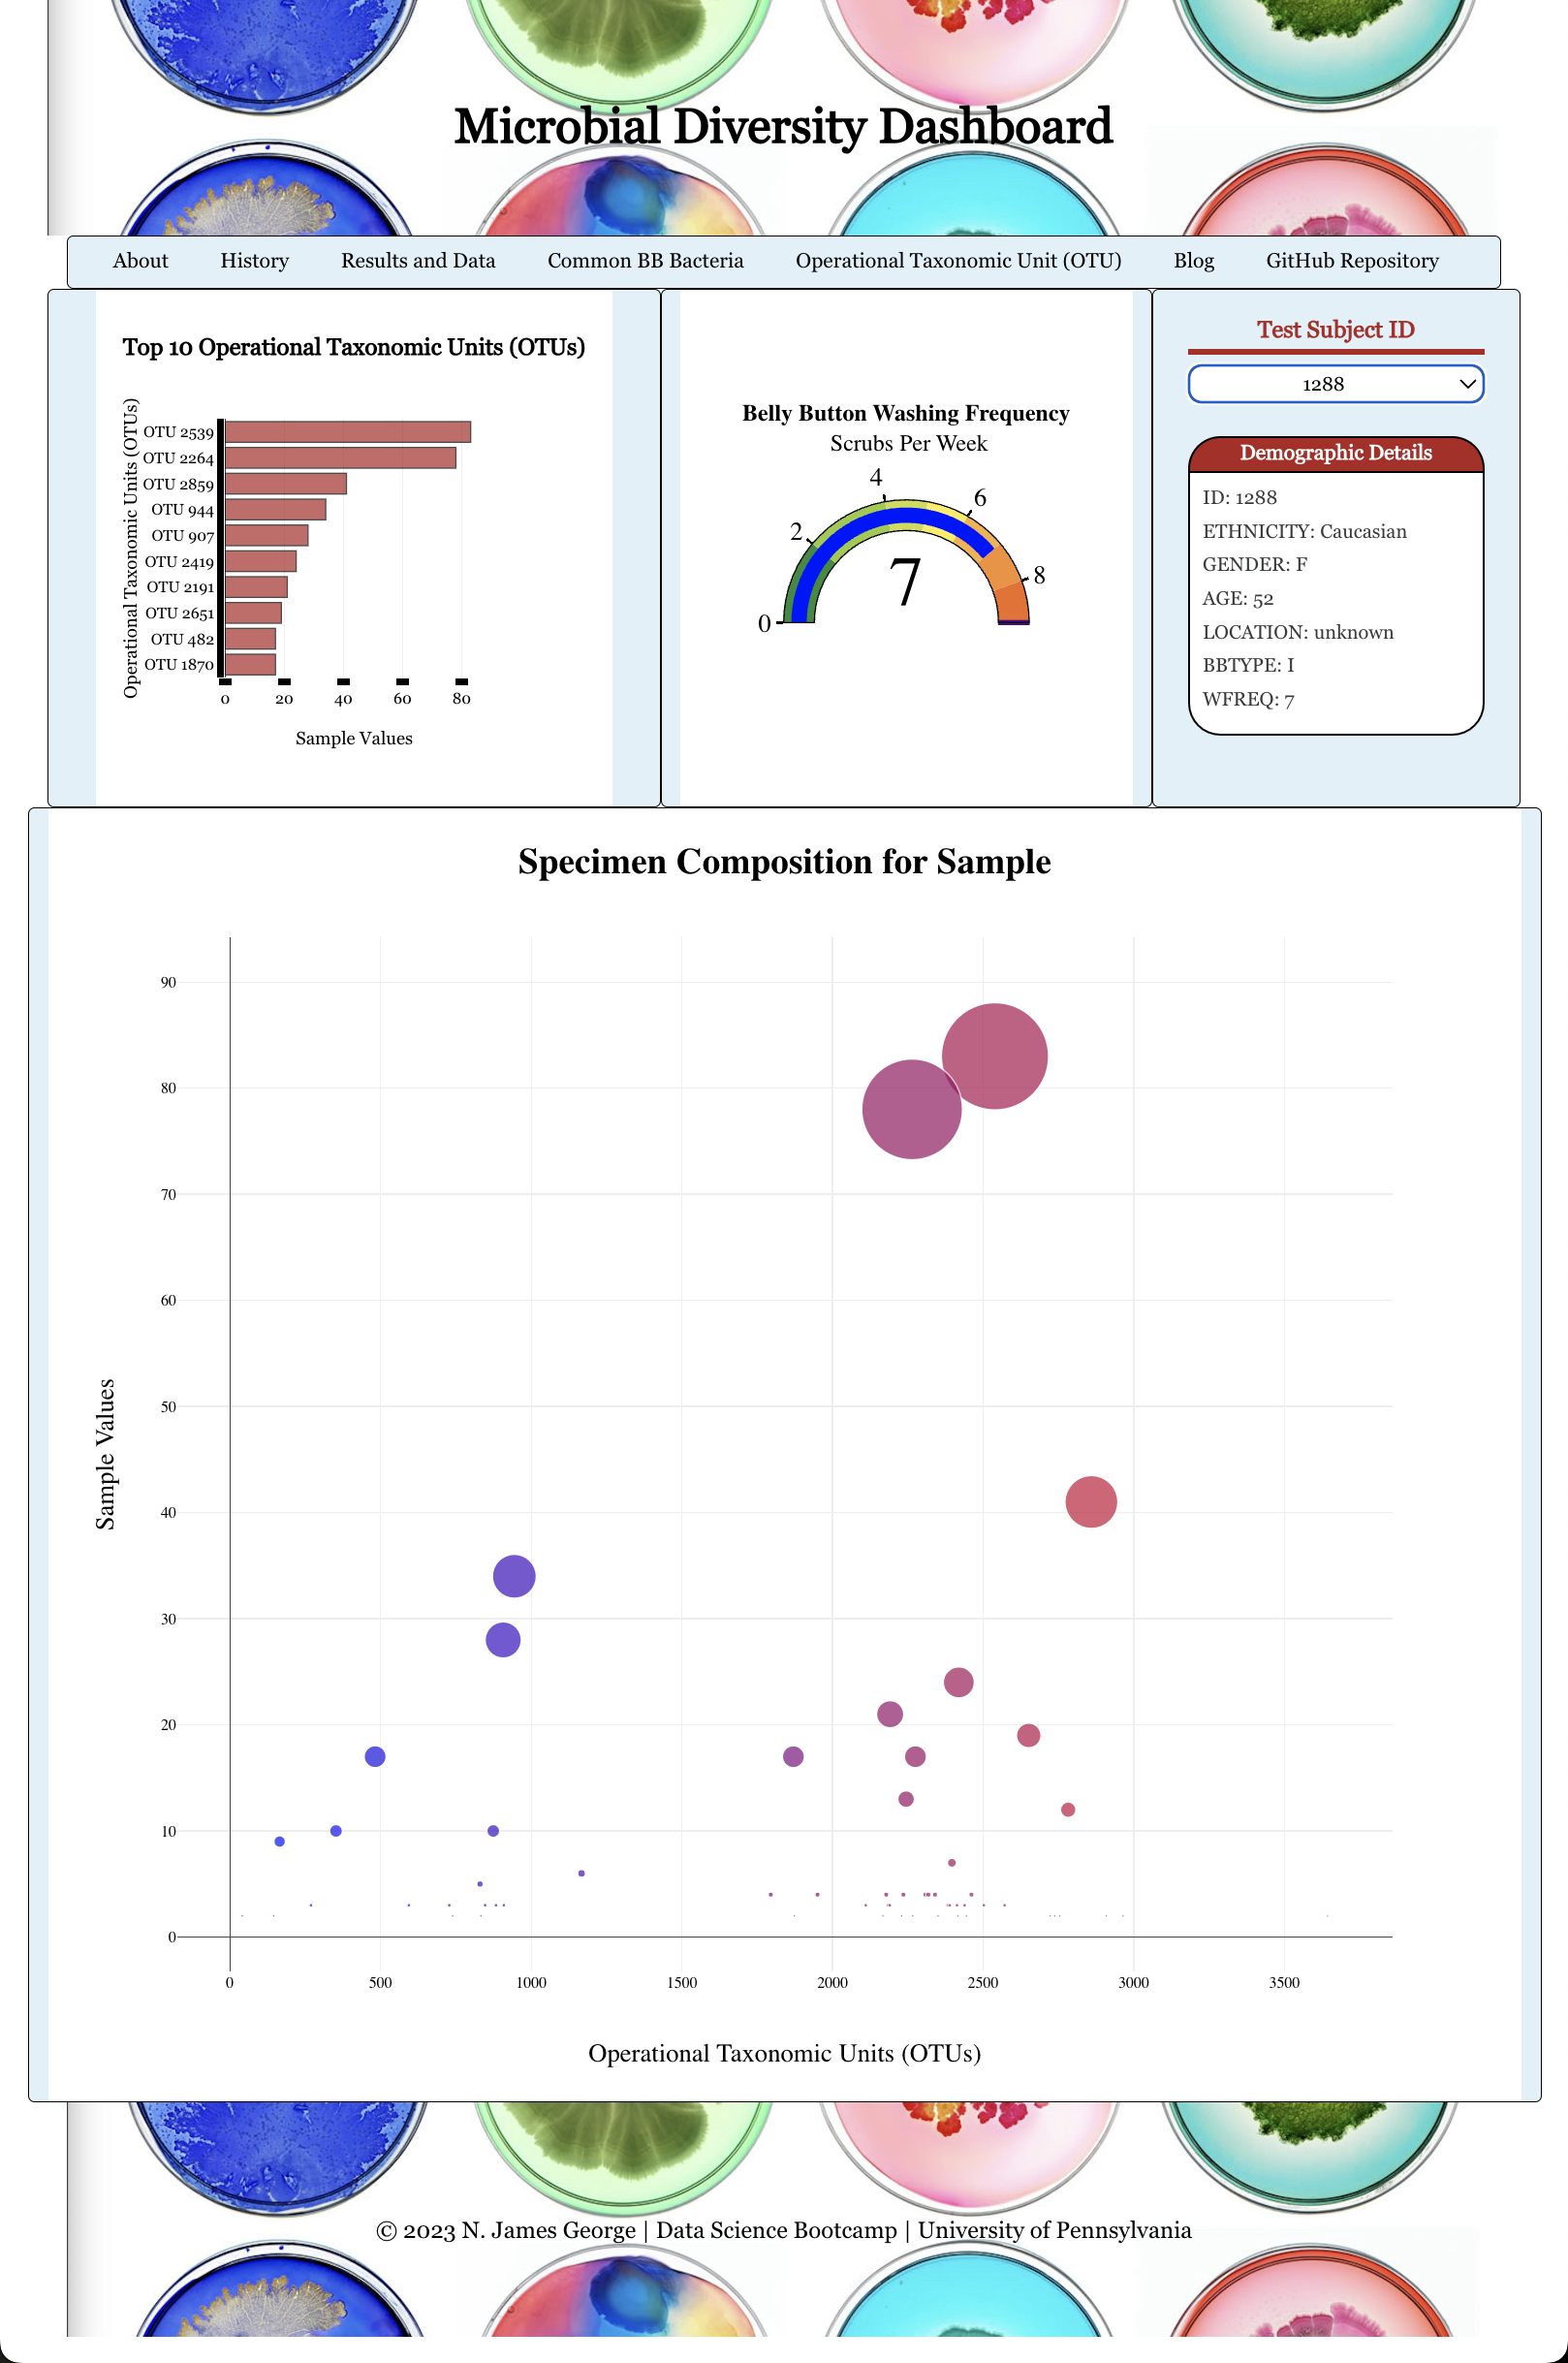 Microbial Diversity Dashboard
About History Results and Data Common BB Bacteria Operational Taxonomic Unit (OTU) Blog GitHub Repository
Top 10 Operational Taxonomic Units (OTUs)
Operational Taxonomic Units (OTUs)
OTU 2539
OTU 2264
OTU 2859
OTU 944
OTU 907
OTU 2419
OTU 2191
OTU 2651
OTU 482
OTU 1870
0 20 40 60 80
Sample Values
Belly Button Washing Frequency
Scrubs Per Week
0 2 4 6 8
7
Test Subject ID
1288
Demographic Details
ID: 1288
ETHNICITY: Caucasian
GENDER: F
AGE: 52
LOCATION: unknown
BBTYPE: I
WFREQ: 7
Specimen Composition for Sample
Sample Values
90
80
70
60
50
40
30
20
10
0
0 500 1000 1500 2000 2500 3000 3500
Operational Taxonomic Units (OTUs)
© 2023 N. James George | Data Science Bootcamp | University of Pennsylvania